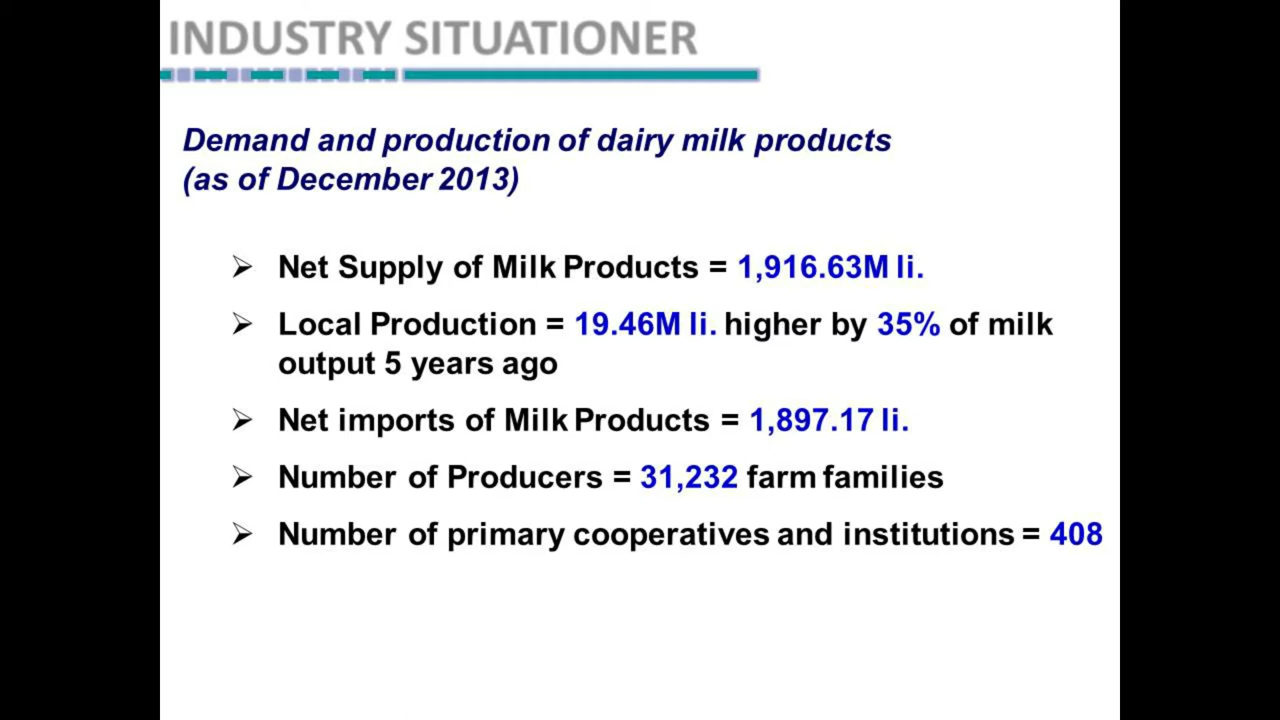 INDUSTRY SITUATIONER
Demand and production of dairy milk products
(as of December 2013)
Net Supply of Milk Products = 1,916.63M li.
Local Production = 19.46M li. higher by 35% of milk
output 5 years ago
Net imports of Milk Products = 1,897.17 li.
Number of Producers = 31,232 farm families
Number of primary cooperatives and institutions = 408